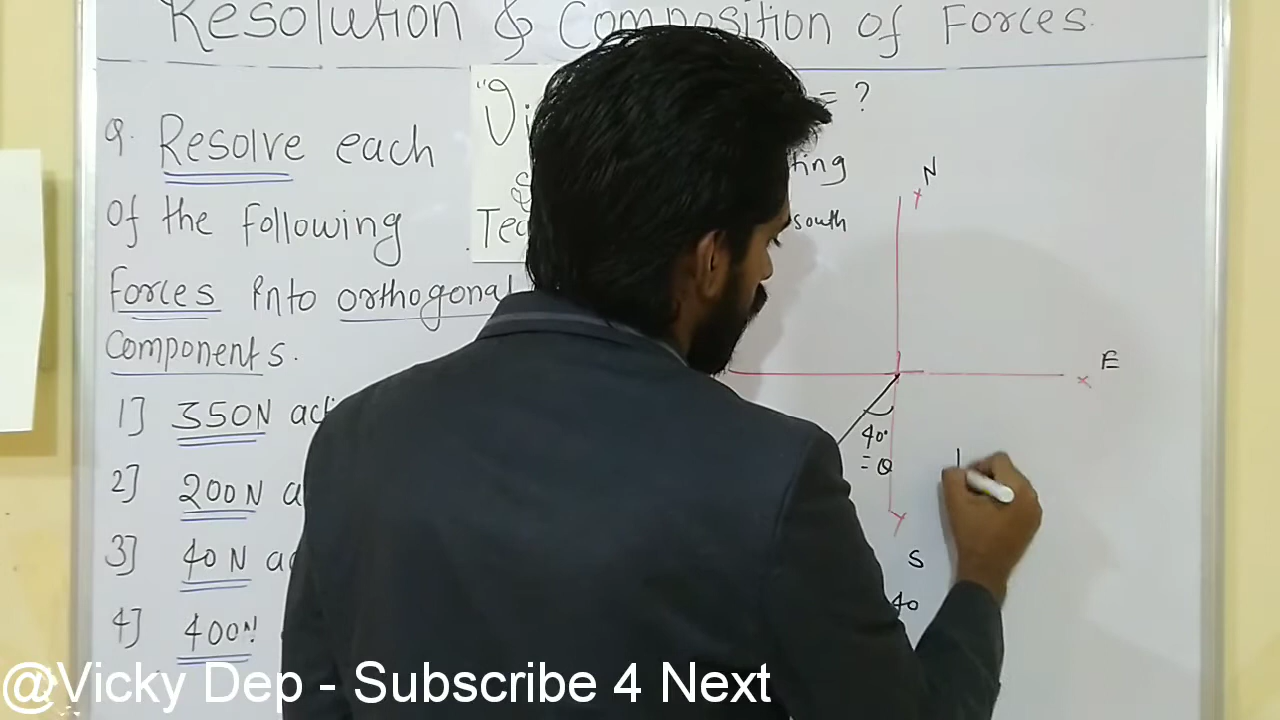 Resolution & Composition of Forces.
Q. Resolve each
of the following
Forces into orthogonal
components.
1] 350N
2] 200N
3] 40N
4] 400N
= ?
south
N
E
40°
= θ
S
40
@Vicky Dep - Subscribe 4 Next